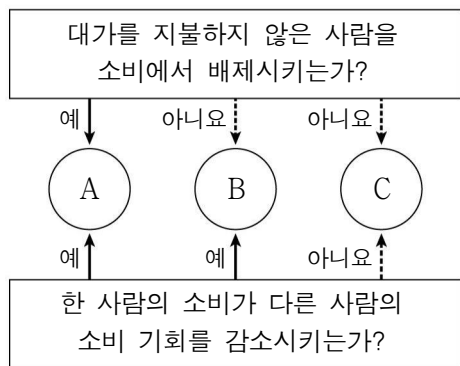 대가를 지불하지 않은 사람을
소비에서 배제시키는가?
예 아니요 아니요
A B C
예 예 아니요
한 사람의 소비가 다른 사람의
소비 기회를 감소시키는가?